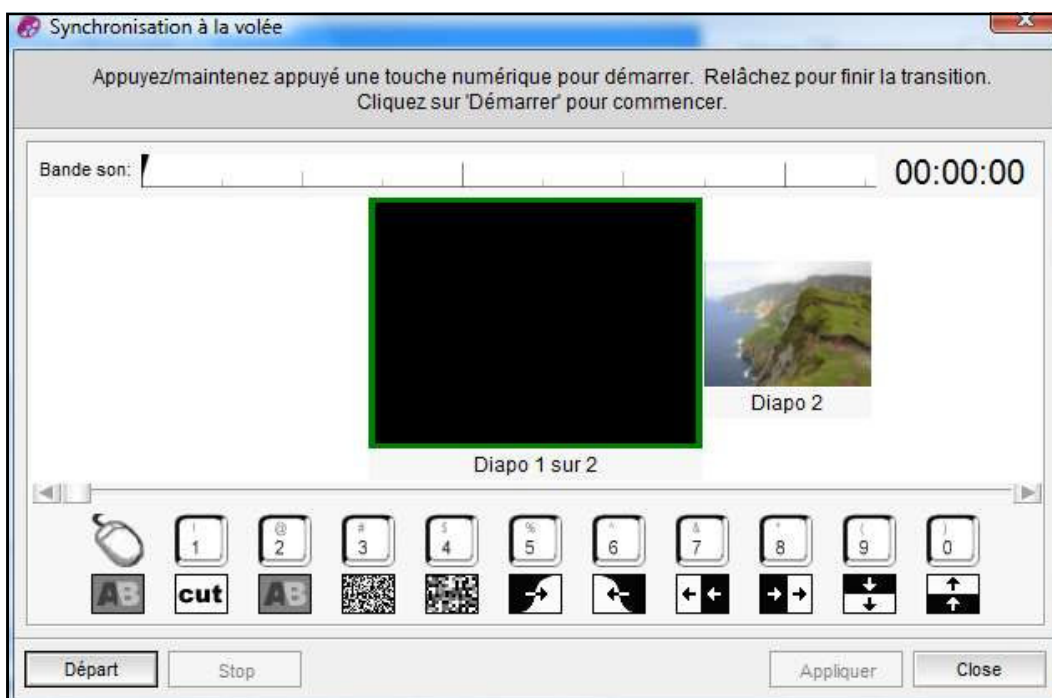 Synchronisation à la volée
X
Appuyez/maintenez appuyé une touche numérique pour démarrer. Relâchez pour finir la transition.
Cliquez sur 'Démarrer' pour commencer.
Bande son:
00:00:00
Diapo 2
Diapo 1 sur 2
! @ # $ % ^ & * ( )
1 2 3 4 5 6 7 8 9 0
AB cut AB
Départ Stop Appliquer Close